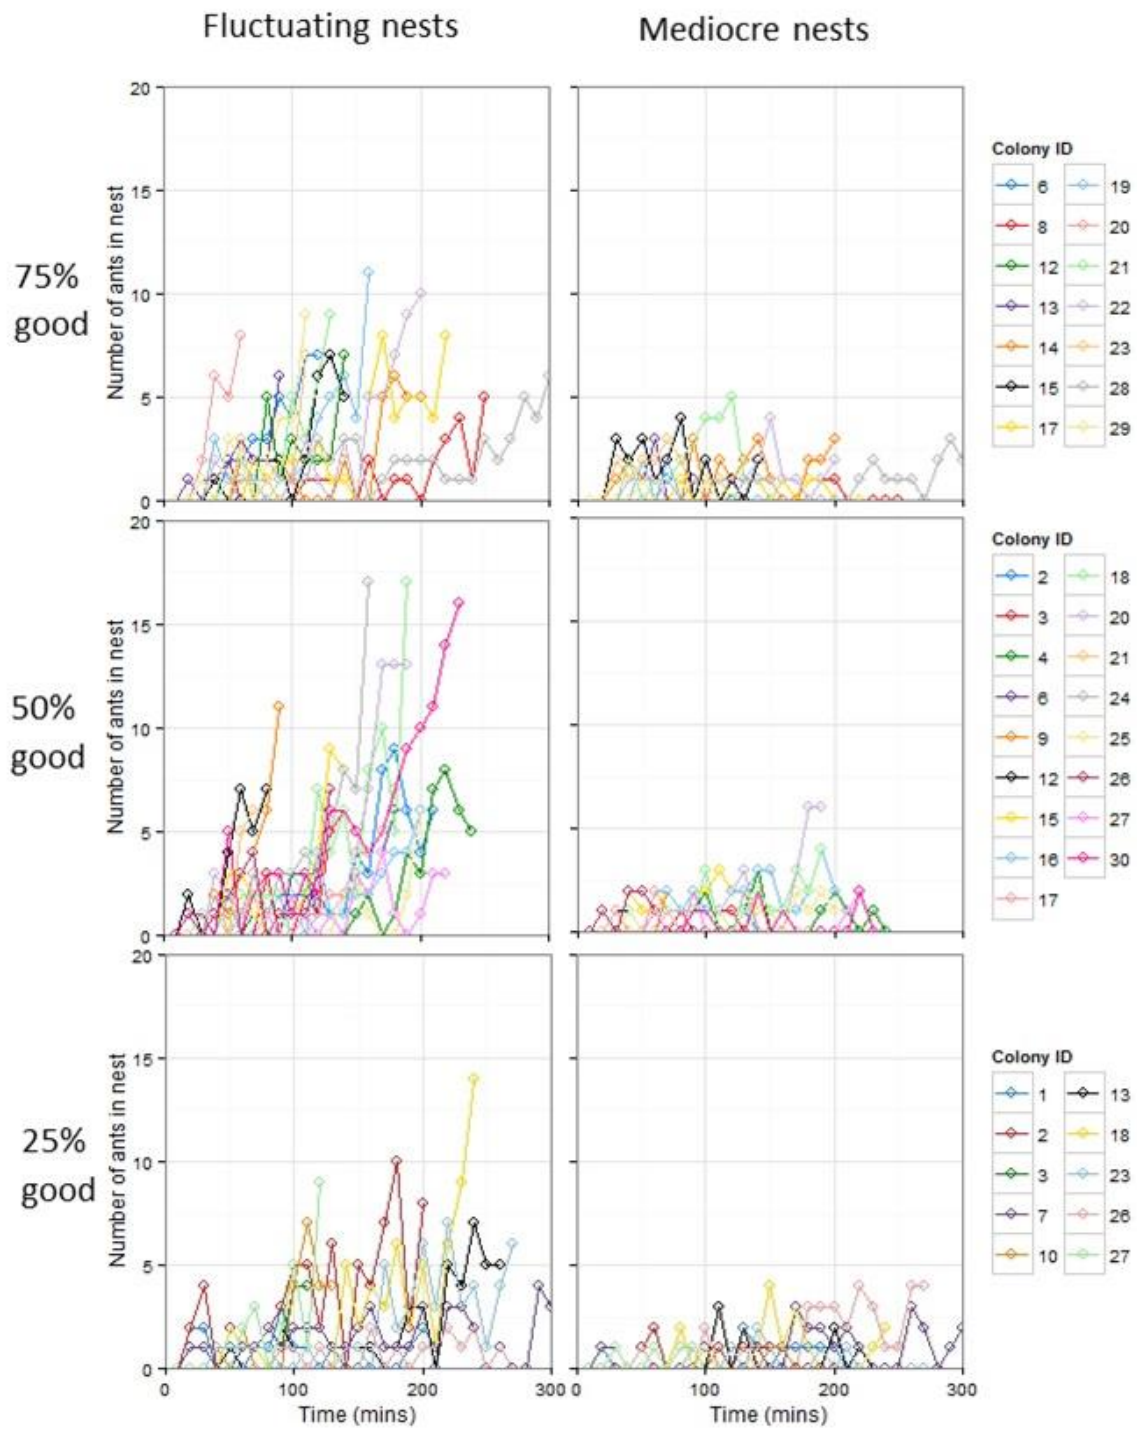 Fluctuating nests
Mediocre nests
75%
good
Number of ants in nest
20
15
10
5
0
Colony ID
6 19
8 20
12 21
13 22
14 23
15 28
17 29
50%
good
Number of ants in nest
20
15
10
5
0
Colony ID
2 18
3 20
4 21
6 24
9 25
12 26
15 27
16 30
17
25%
good
Number of ants in nest
20
15
10
5
0
0 100 200 300
Time (mins)
0 100 200 300
Time (mins)
Colony ID
1 13
2 18
3 23
7 26
10 27